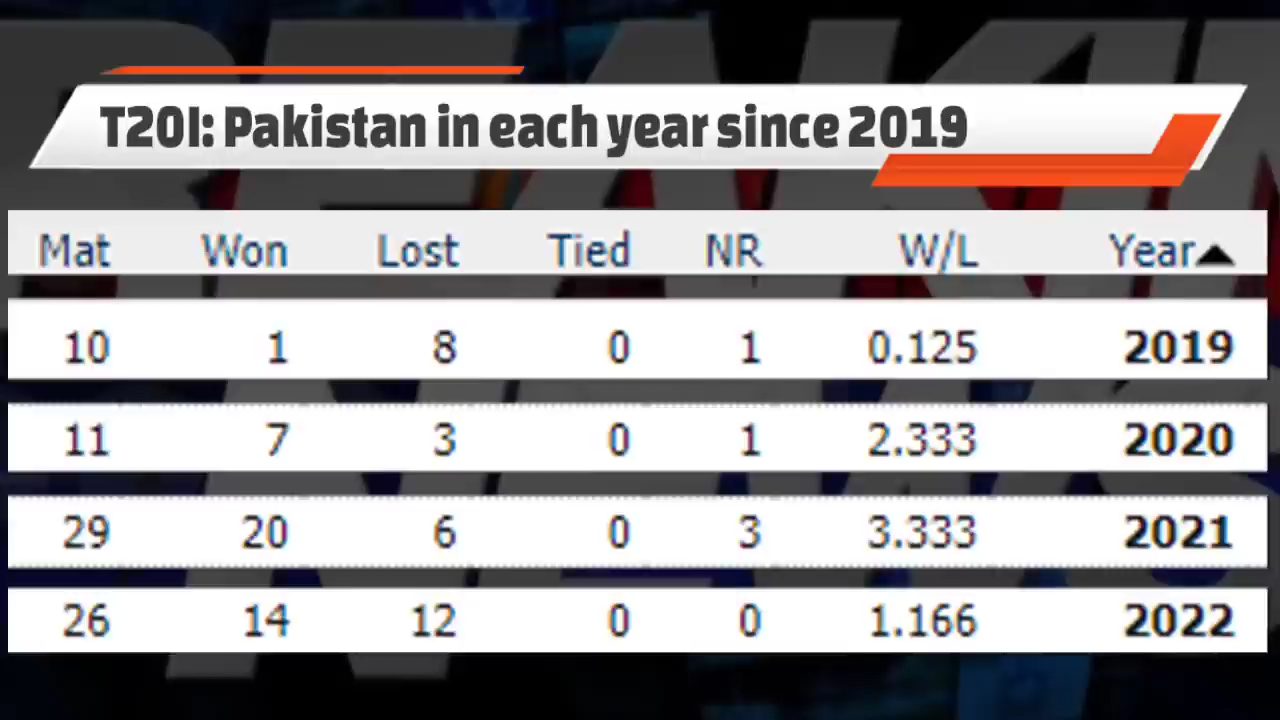 T20I: Pakistan in each year since 2019
Mat Won Lost Tied NR W/L Year▲
10 1 8 0 1 0.125 2019
11 7 3 0 1 2.333 2020
29 20 6 0 3 3.333 2021
26 14 12 0 0 1.166 2022